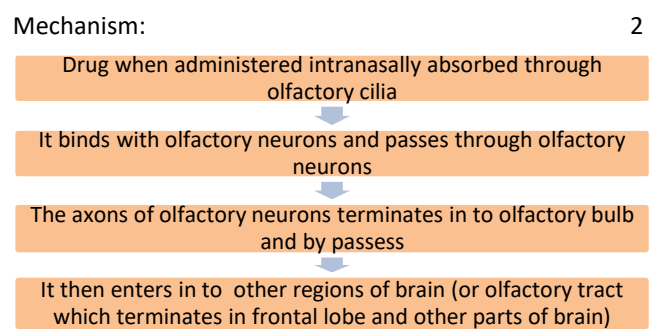 Mechanism: 2
Drug when administered intranasally absorbed through
olfactory cilia
It binds with olfactory neurons and passes through olfactory
neurons
The axons of olfactory neurons terminates in to olfactory bulb
and by passess
It then enters in to other regions of brain (or olfactory tract
which terminates in frontal lobe and other parts of brain)